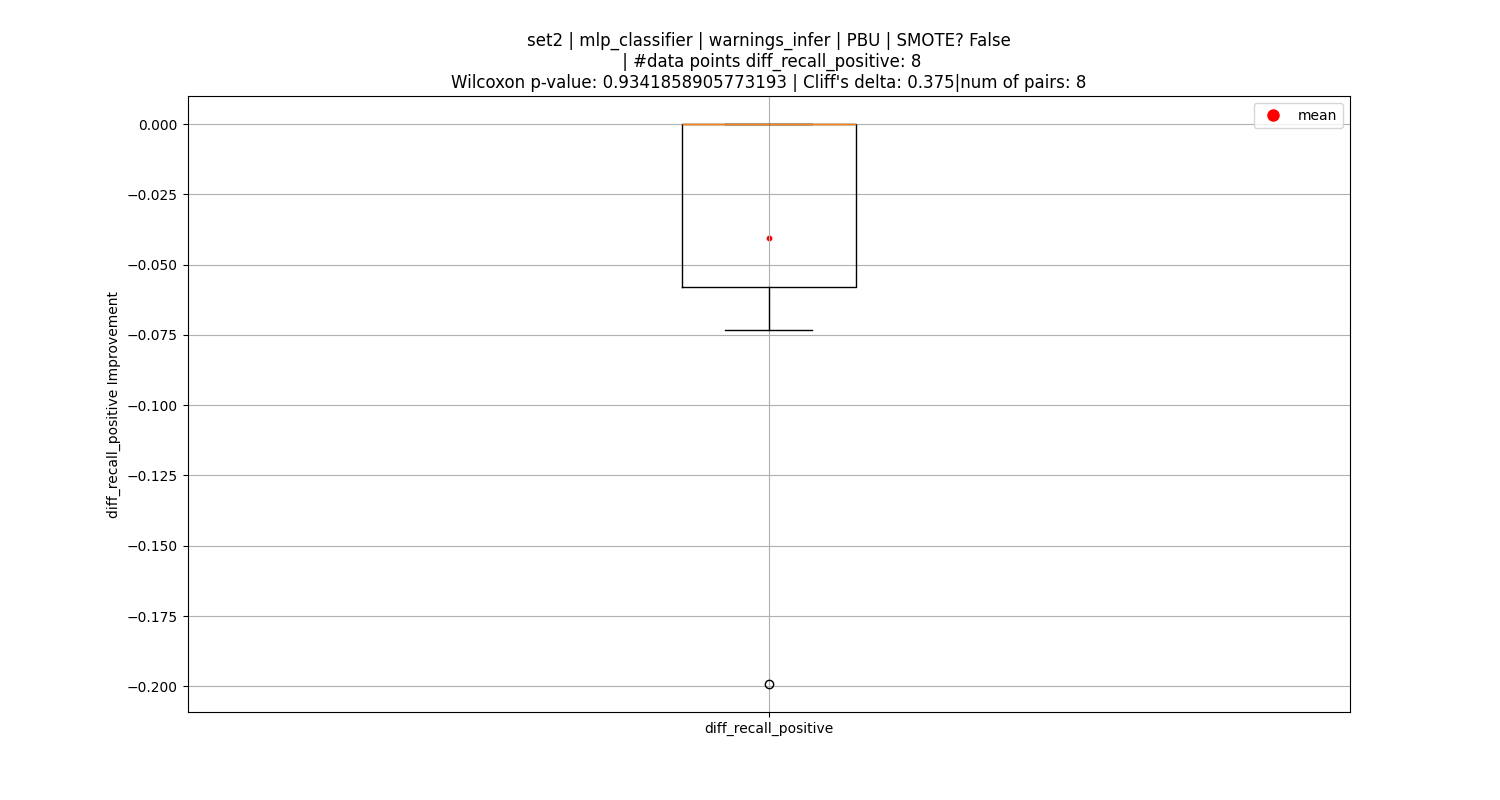 set2 | mlp_classifier | warnings_infer | PBU | SMOTE? False
| #data points diff_recall_positive: 8
Wilcoxon p-value: 0.9341858905773193 | Cliff's delta: 0.375|num of pairs: 8
mean
0.000
−0.025
−0.050
−0.075
−0.100
−0.125
−0.150
−0.175
−0.200
diff_recall_positive Improvement
diff_recall_positive